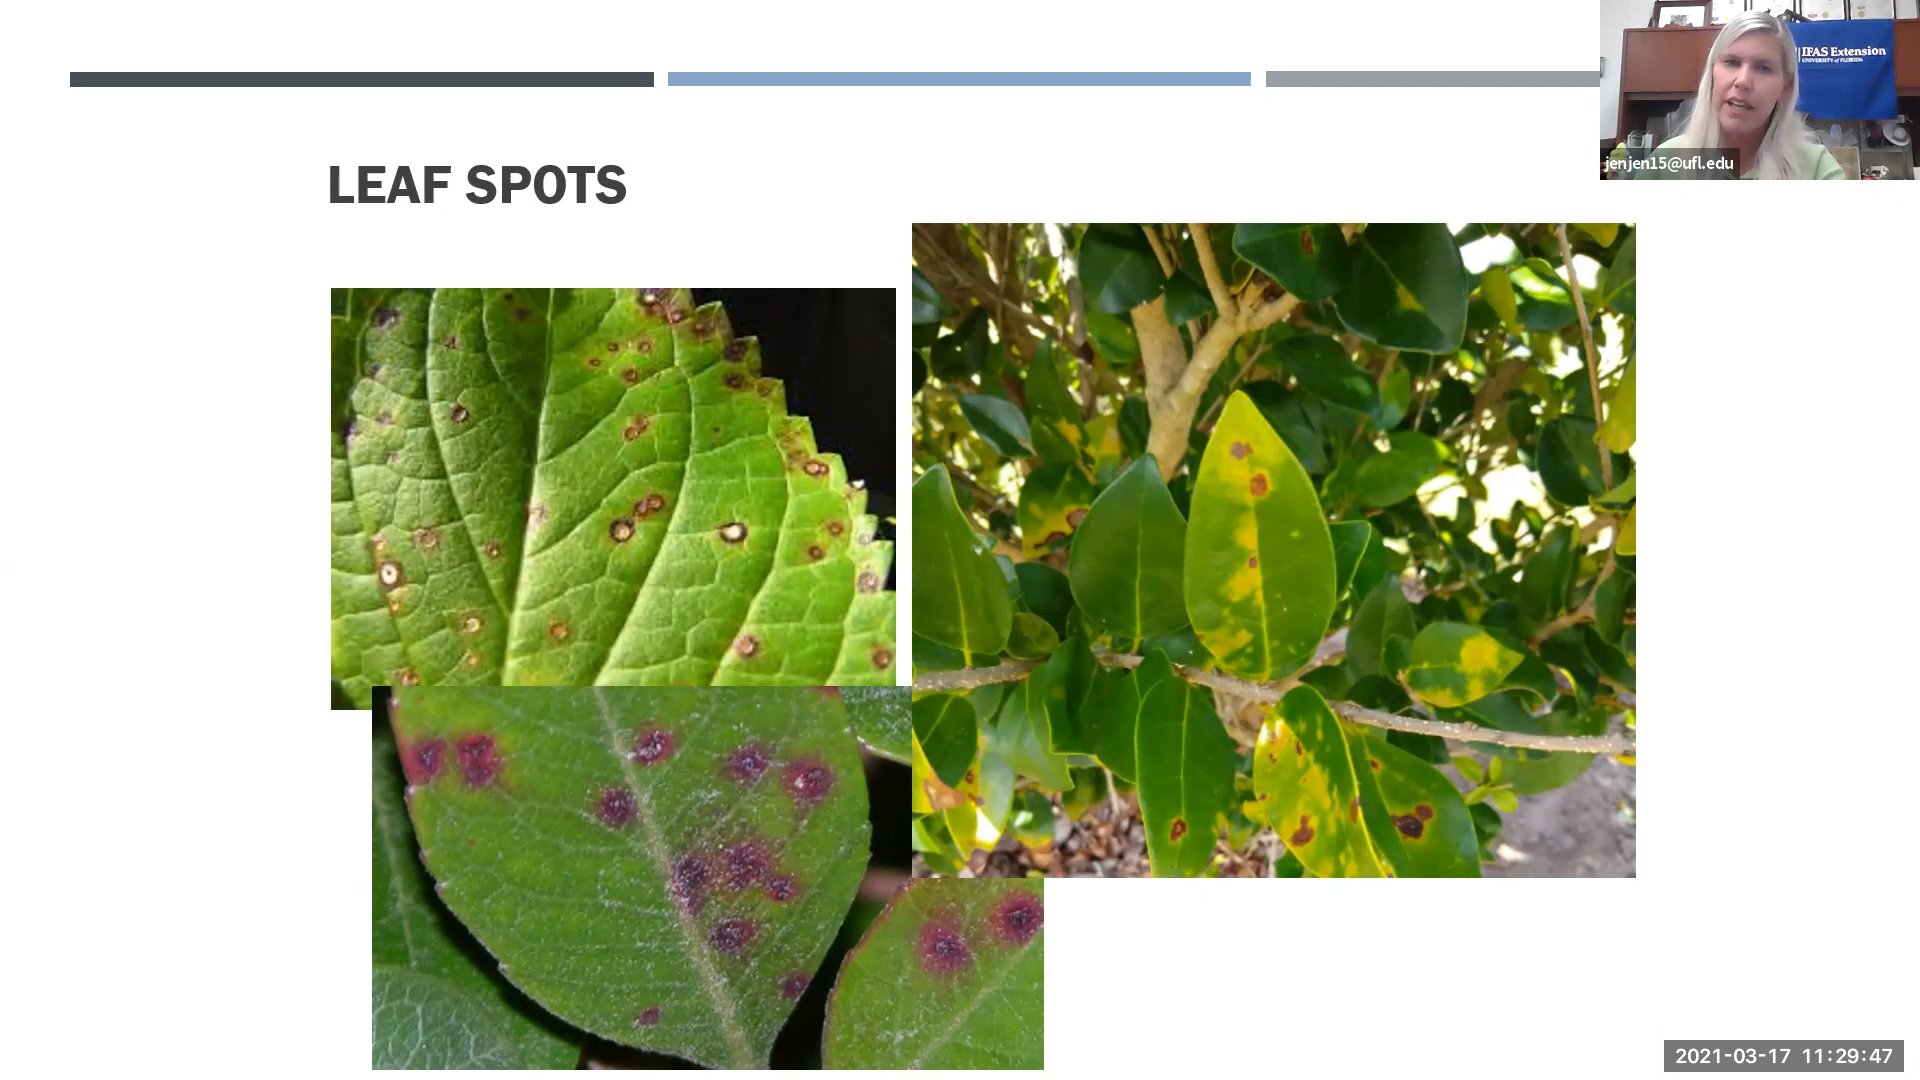 IFAS Extension
UNIVERSITY of FLORIDA
jenjen15@ufl.edu
LEAF SPOTS
2021-03-17 11:29:47